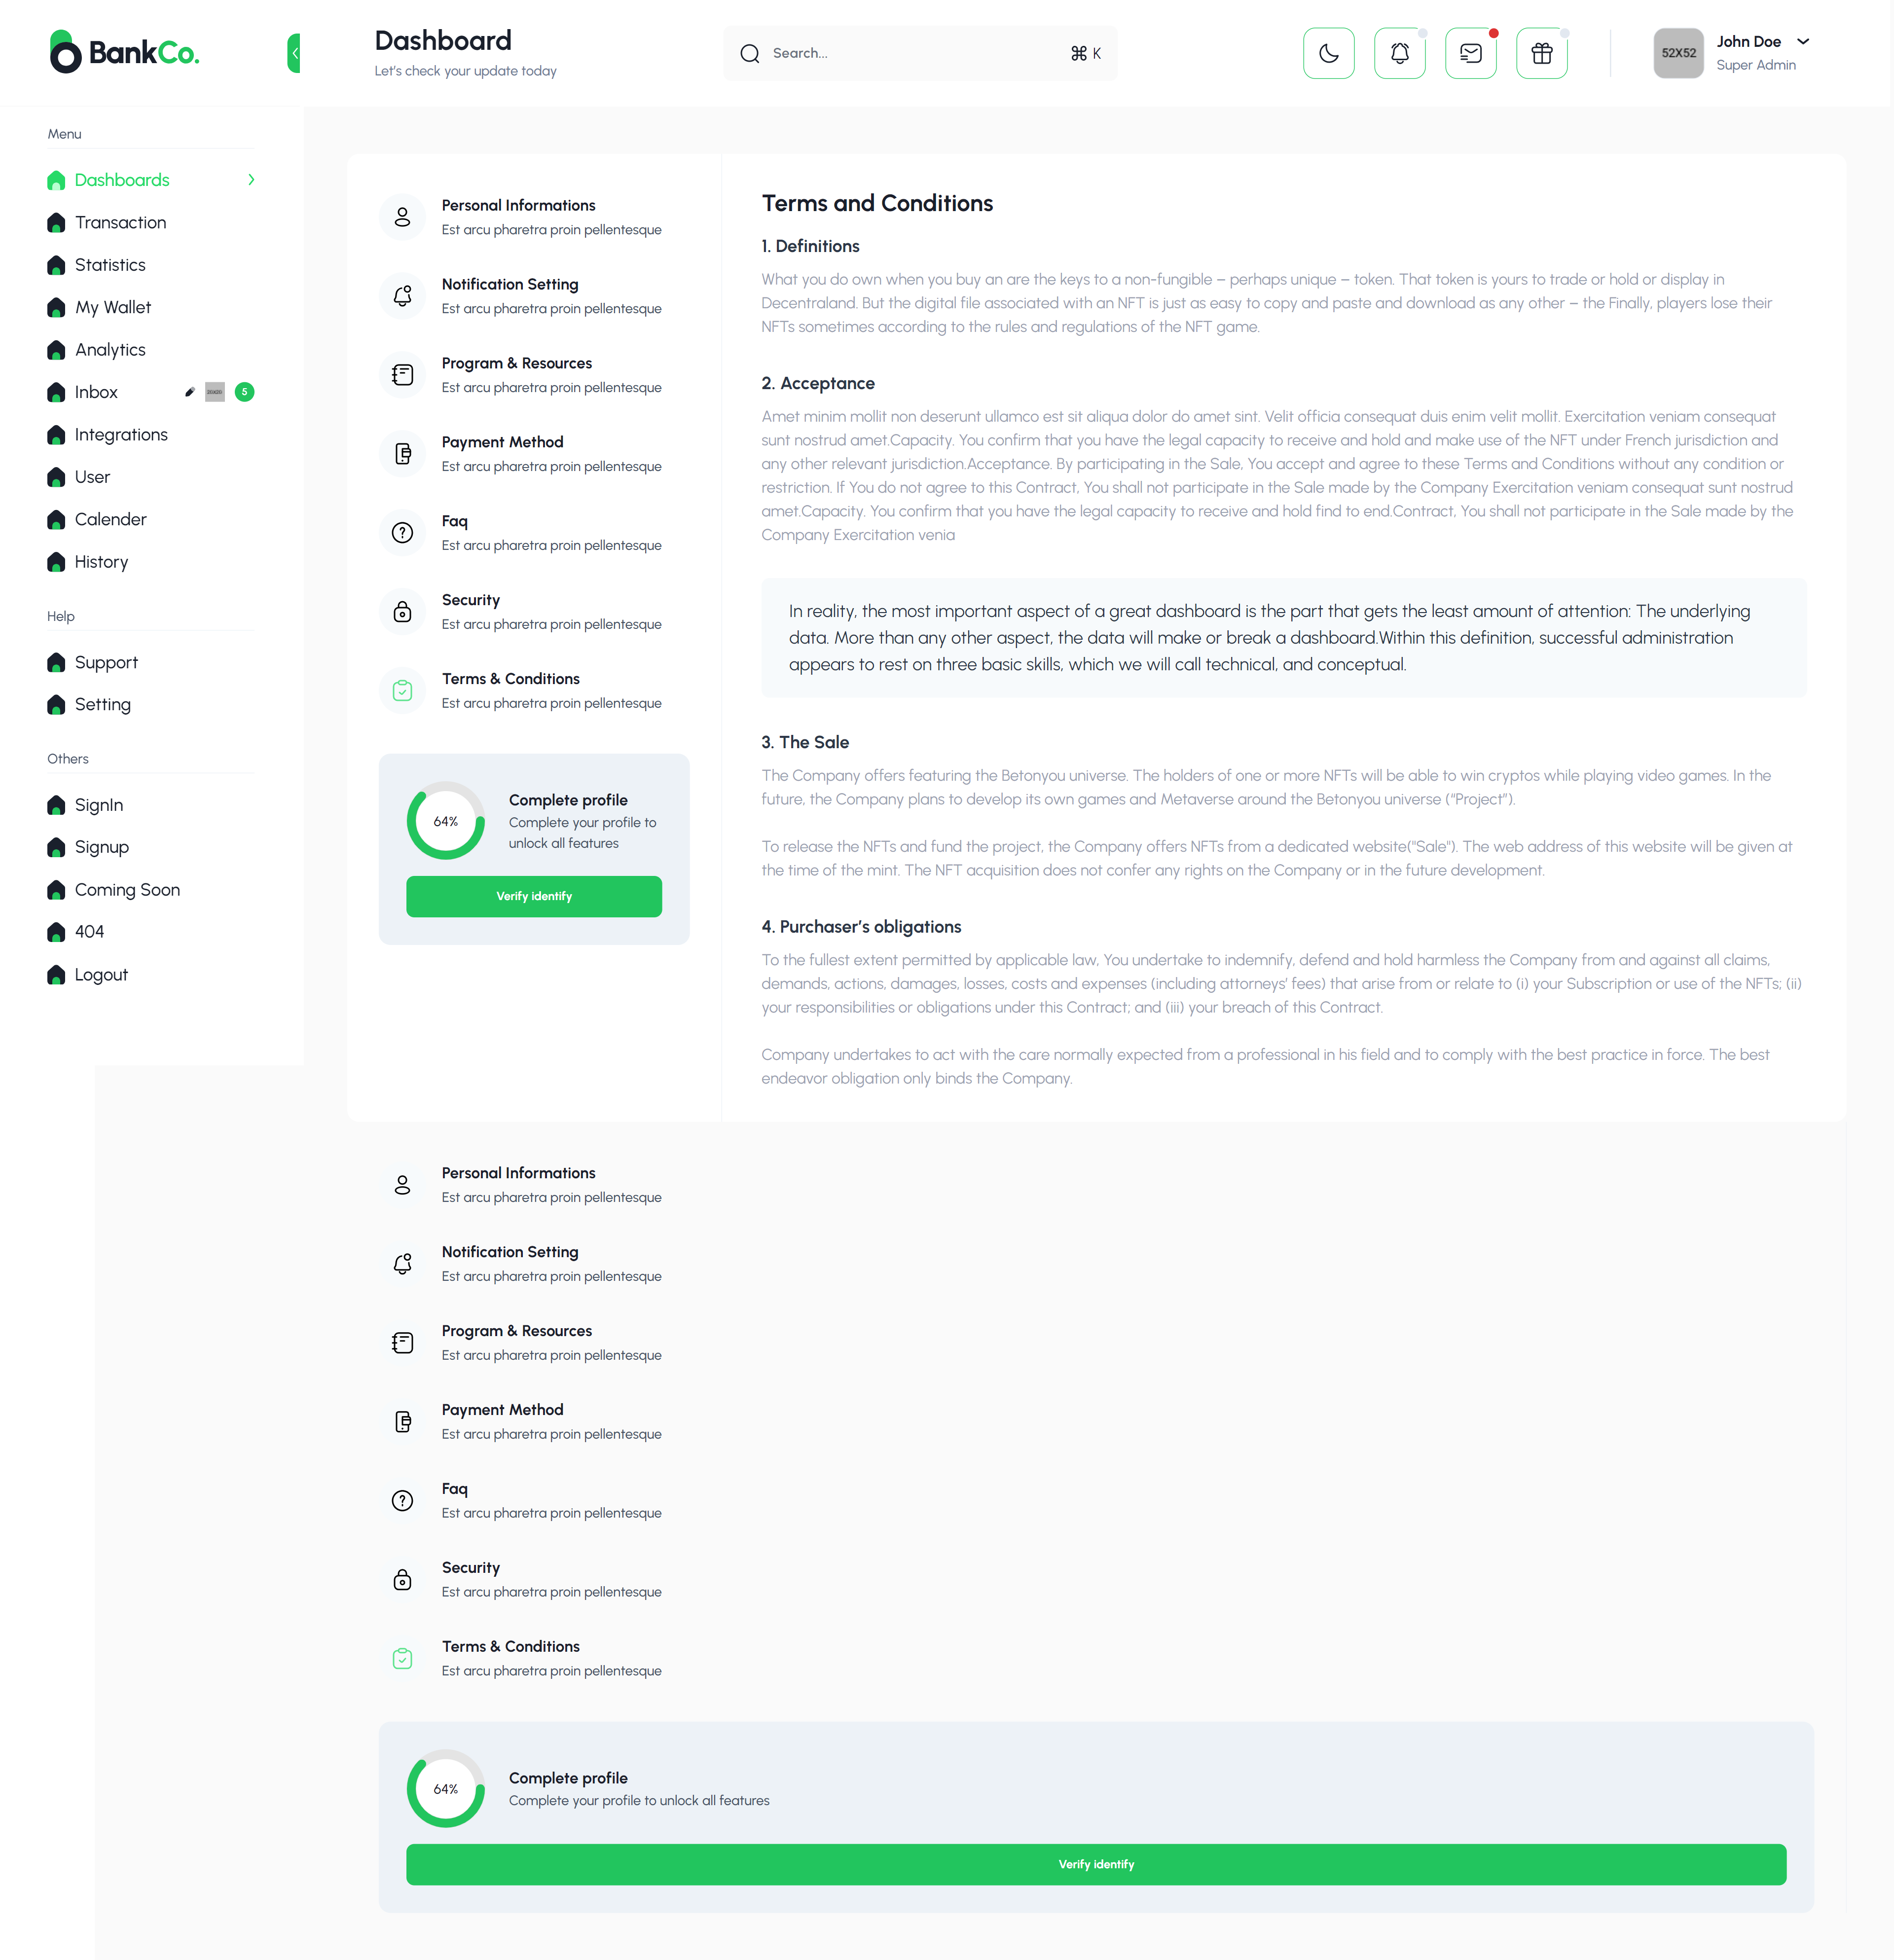 BankCo.
Dashboard
Let's check your update today
Search...
⌘ K
52X52
John Doe
Super Admin
Menu
Dashboards
Transaction
Statistics
My Wallet
Analytics
Inbox
5
Integrations
User
Calender
History
Help
Support
Setting
Others
SignIn
Signup
Coming Soon
404
Logout
Personal Informations
Est arcu pharetra proin pellentesque
Notification Setting
Est arcu pharetra proin pellentesque
Program & Resources
Est arcu pharetra proin pellentesque
Payment Method
Est arcu pharetra proin pellentesque
Faq
Est arcu pharetra proin pellentesque
Security
Est arcu pharetra proin pellentesque
Terms & Conditions
Est arcu pharetra proin pellentesque
64%
Complete profile
Complete your profile to
unlock all features
Verify identify
Terms and Conditions
1. Definitions
What you do own when you buy an are the keys to a non-fungible – perhaps unique – token. That token is yours to trade or hold or display in
Decentraland. But the digital file associated with an NFT is just as easy to copy and paste and download as any other – the Finally, players lose their
NFTs sometimes according to the rules and regulations of the NFT game.
2. Acceptance
Amet minim mollit non deserunt ullamco est sit aliqua dolor do amet sint. Velit officia consequat duis enim velit mollit. Exercitation veniam consequat
sunt nostrud amet.Capacity. You confirm that you have the legal capacity to receive and hold and make use of the NFT under French jurisdiction and
any other relevant jurisdiction.Acceptance. By participating in the Sale, You accept and agree to these Terms and Conditions without any condition or
restriction. If You do not agree to this Contract, You shall not participate in the Sale made by the Company Exercitation veniam consequat sunt nostrud
amet.Capacity. You confirm that you have the legal capacity to receive and hold find to end.Contract, You shall not participate in the Sale made by the
Company Exercitation venia
In reality, the most important aspect of a great dashboard is the part that gets the least amount of attention: The underlying
data. More than any other aspect, the data will make or break a dashboard.Within this definition, successful administration
appears to rest on three basic skills, which we will call technical, and conceptual.
3. The Sale
The Company offers featuring the Betonyou universe. The holders of one or more NFTs will be able to win cryptos while playing video games. In the
future, the Company plans to develop its own games and Metaverse around the Betonyou universe (“Project”).
To release the NFTs and fund the project, the Company offers NFTs from a dedicated website("Sale"). The web address of this website will be given at
the time of the mint. The NFT acquisition does not confer any rights on the Company or in the future development.
4. Purchaser’s obligations
To the fullest extent permitted by applicable law, You undertake to indemnify, defend and hold harmless the Company from and against all claims,
demands, actions, damages, losses, costs and expenses (including attorneys’ fees) that arise from or relate to (i) your Subscription or use of the NFTs; (ii)
your responsibilities or obligations under this Contract; and (iii) your breach of this Contract.
Company undertakes to act with the care normally expected from a professional in his field and to comply with the best practice in force. The best
endeavor obligation only binds the Company.
Personal Informations
Est arcu pharetra proin pellentesque
Notification Setting
Est arcu pharetra proin pellentesque
Program & Resources
Est arcu pharetra proin pellentesque
Payment Method
Est arcu pharetra proin pellentesque
Faq
Est arcu pharetra proin pellentesque
Security
Est arcu pharetra proin pellentesque
Terms & Conditions
Est arcu pharetra proin pellentesque
64%
Complete profile
Complete your profile to unlock all features
Verify identify